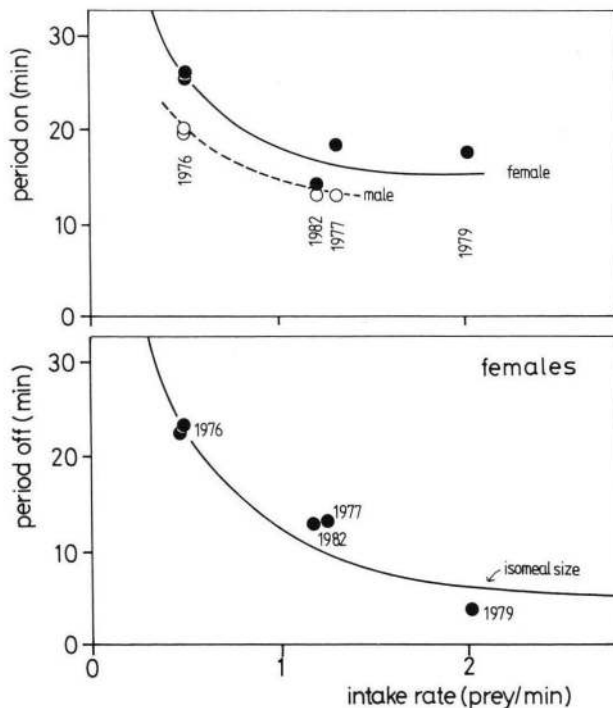 period on (min)
30
20
10
0
1976
1982
1977
1979
female
male
period off (min)
30
20
10
0
females
1976
1977
1982
isomeal size
1979
0
1
2
intake rate (prey/min)